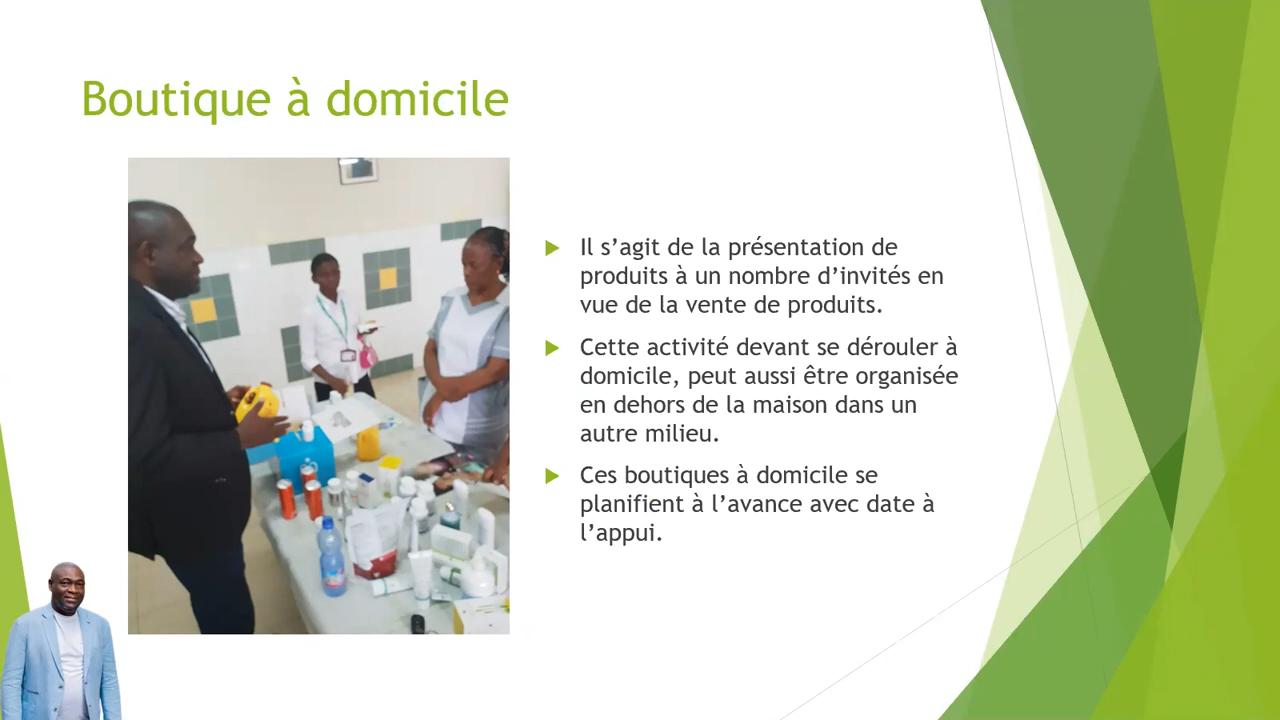 Boutique à domicile
Il s’agit de la présentation de
produits à un nombre d’invités en
vue de la vente de produits.
Cette activité devant se dérouler à
domicile, peut aussi être organisée
en dehors de la maison dans un
autre milieu.
Ces boutiques à domicile se
planifient à l’avance avec date à
l’appui.